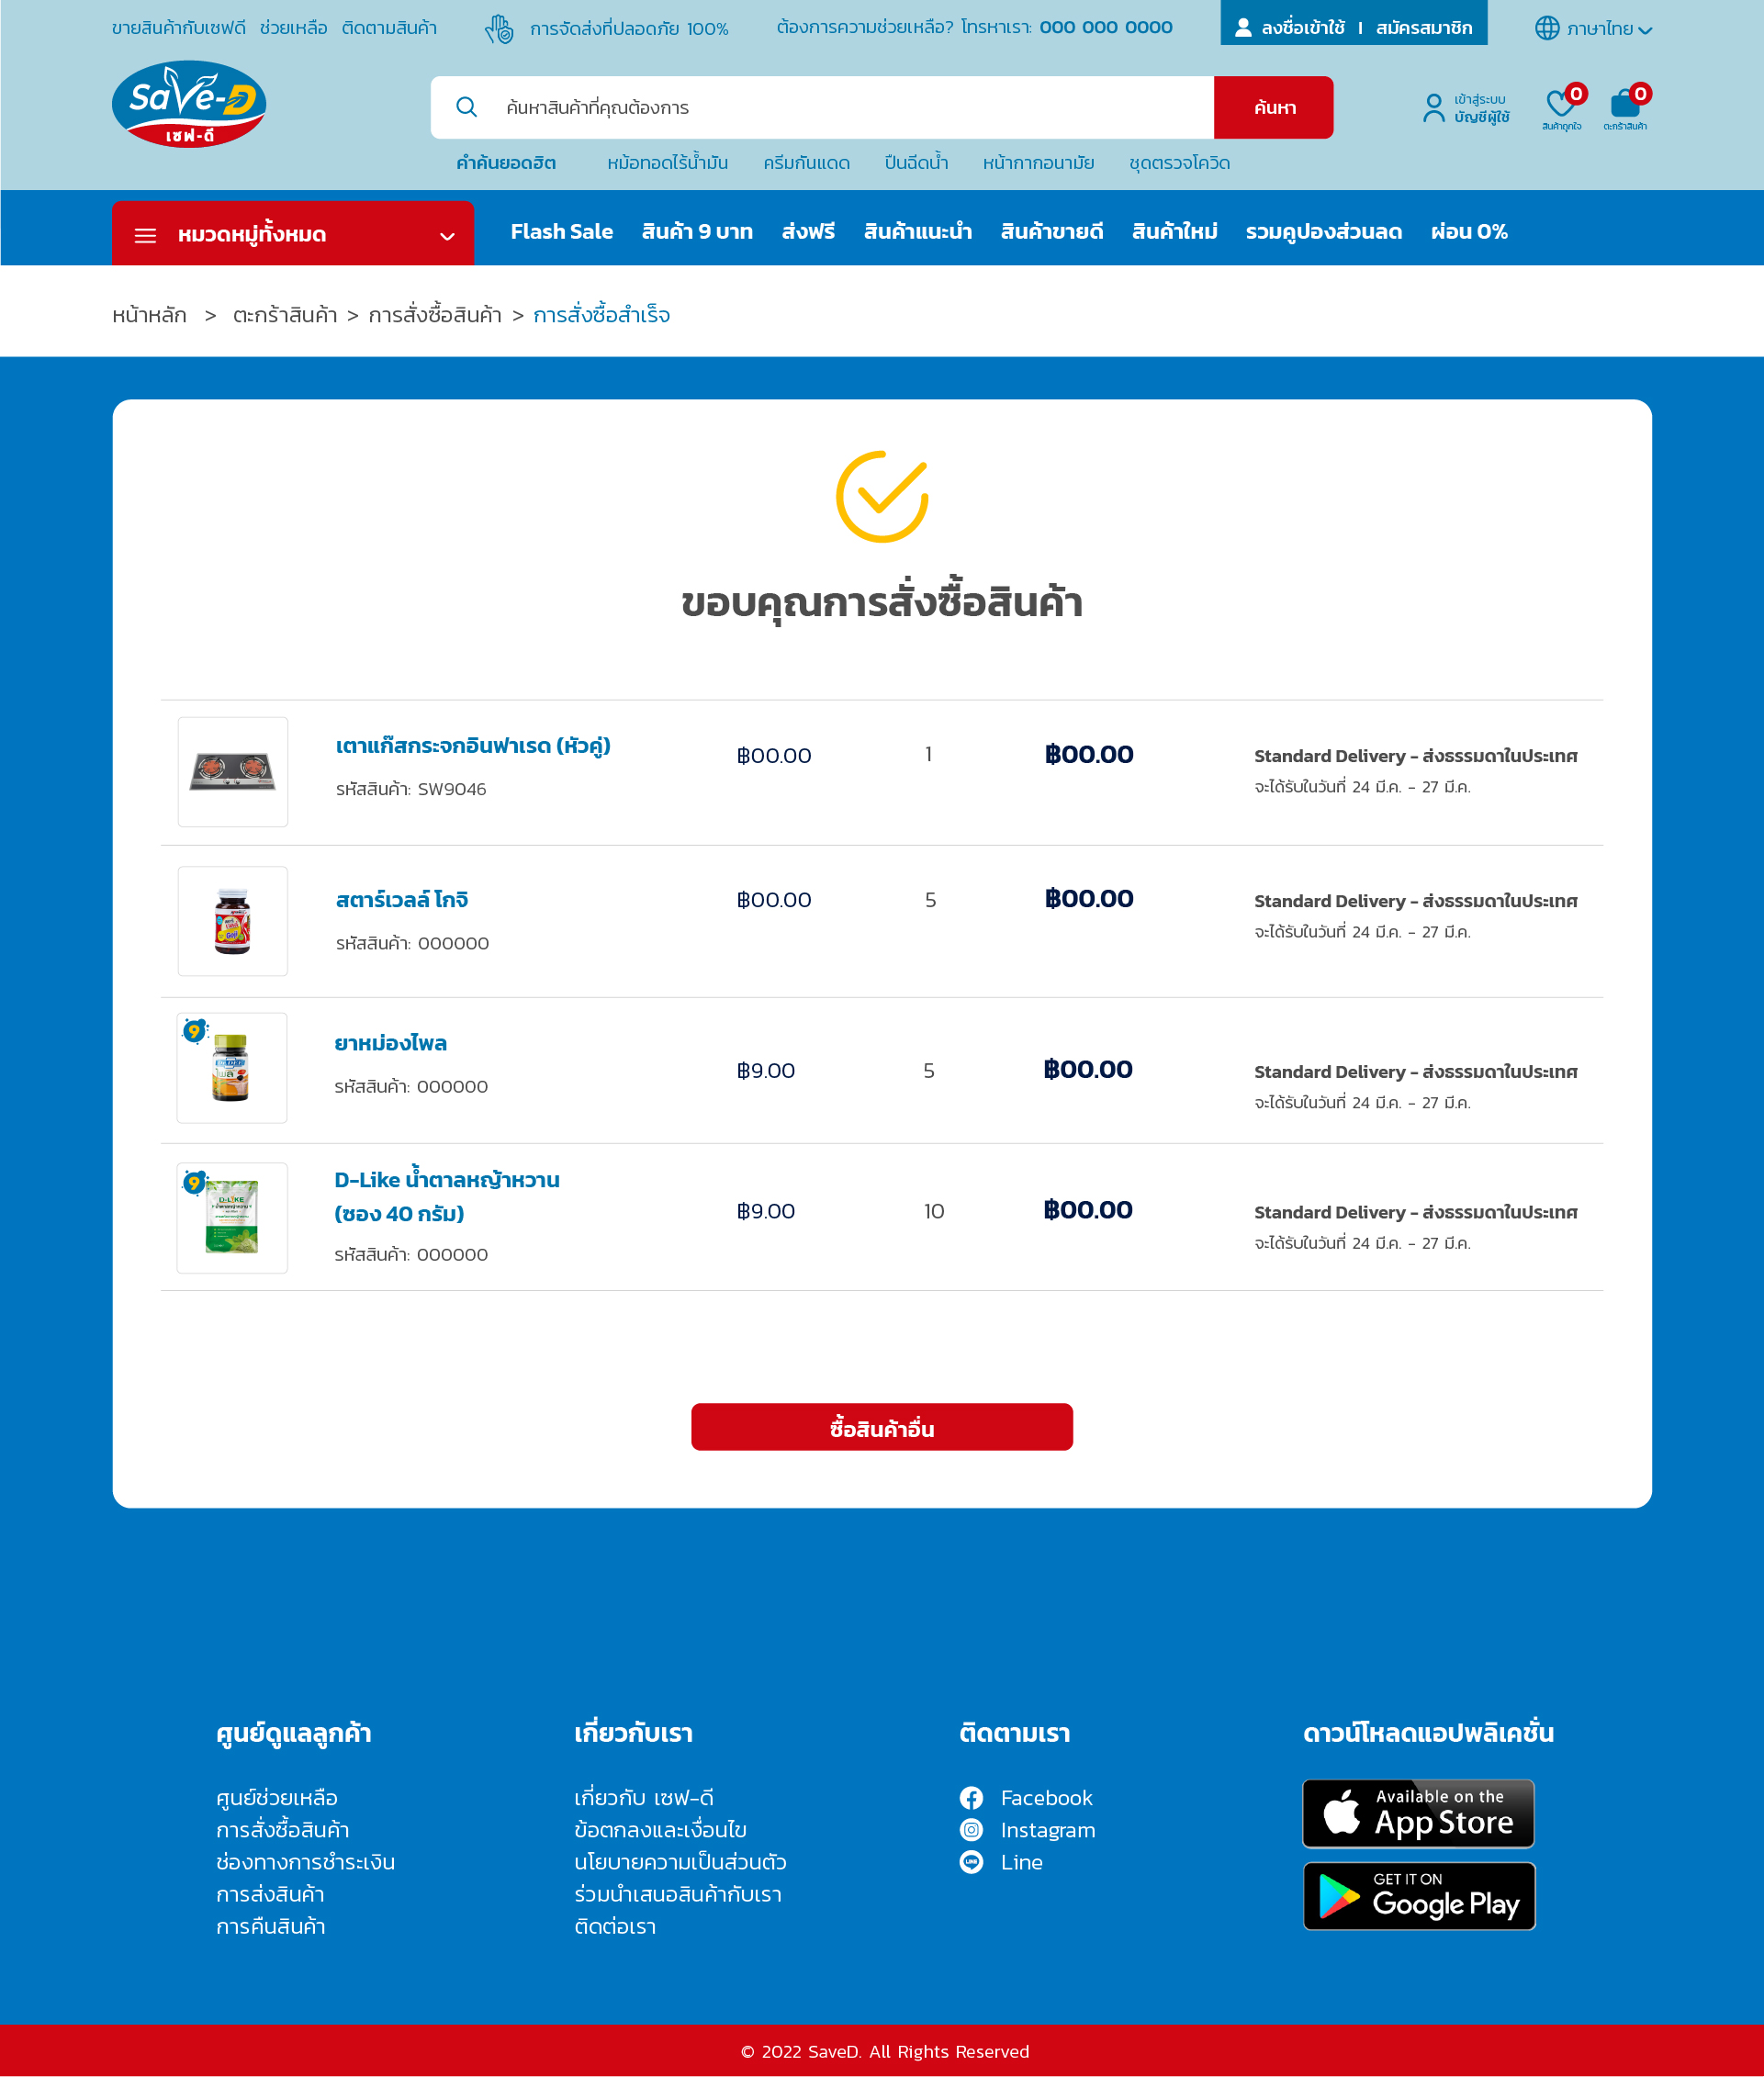 ขายสินค้ากับเซฟดี ช่วยเหลือ ติดตามสินค้า การจัดส่งที่ปลอดภัย 100% ต้องการความช่วยเหลือ? โทรหาเรา: 000 000 0000 ลงชื่อเข้าใช้ | สมัครสมาชิก ภาษาไทย
SaVe-D
เซฟ-ดี
ค้นหาสินค้าที่คุณต้องการ ค้นหา
เข้าสู่ระบบ
บัญชีผู้ใช้
0 0
สินค้าถูกใจ ตะกร้าสินค้า
คำค้นยอดฮิต หม้อทอดไร้น้ำมัน ครีมกันแดด ปืนฉีดน้ำ หน้ากากอนามัย ชุดตรวจโควิด
หมวดหมู่ทั้งหมด Flash Sale สินค้า 9 บาท ส่งฟรี สินค้าแนะนำ สินค้าขายดี สินค้าใหม่ รวมคูปองส่วนลด ผ่อน 0%
หน้าหลัก > ตะกร้าสินค้า > การสั่งซื้อสินค้า > การสั่งซื้อสำเร็จ
ขอบคุณการสั่งซื้อสินค้า
เตาแก๊สกระจกอินฟาเรด (หัวคู่) ฿00.00 1 ฿00.00 Standard Delivery - ส่งธรรมดาในประเทศ
รหัสสินค้า: SW9046 จะได้รับในวันที่ 24 มี.ค. - 27 มี.ค.
สตาร์เวลล์ โกจิ ฿00.00 5 ฿00.00 Standard Delivery - ส่งธรรมดาในประเทศ
รหัสสินค้า: 000000 จะได้รับในวันที่ 24 มี.ค. - 27 มี.ค.
9
ยาหม่องไพล ฿9.00 5 ฿00.00 Standard Delivery - ส่งธรรมดาในประเทศ
รหัสสินค้า: 000000 จะได้รับในวันที่ 24 มี.ค. - 27 มี.ค.
9
D-LIKE
น้ำตาลหญ้าหวาน
D-Like น้ำตาลหญ้าหวาน
(ซอง 40 กรัม) ฿9.00 10 ฿00.00 Standard Delivery - ส่งธรรมดาในประเทศ
รหัสสินค้า: 000000 จะได้รับในวันที่ 24 มี.ค. - 27 มี.ค.
ซื้อสินค้าอื่น
ศูนย์ดูแลลูกค้า
ศูนย์ช่วยเหลือ
การสั่งซื้อสินค้า
ช่องทางการชำระเงิน
การส่งสินค้า
การคืนสินค้า
เกี่ยวกับเรา
เกี่ยวกับ เซฟ-ดี
ข้อตกลงและเงื่อนไข
นโยบายความเป็นส่วนตัว
ร่วมนำเสนอสินค้ากับเรา
ติดต่อเรา
ติดตามเรา
Facebook
Instagram
Line
ดาวน์โหลดแอปพลิเคชั่น
Available on the
App Store
GET IT ON
Google Play
© 2022 SaveD. All Rights Reserved